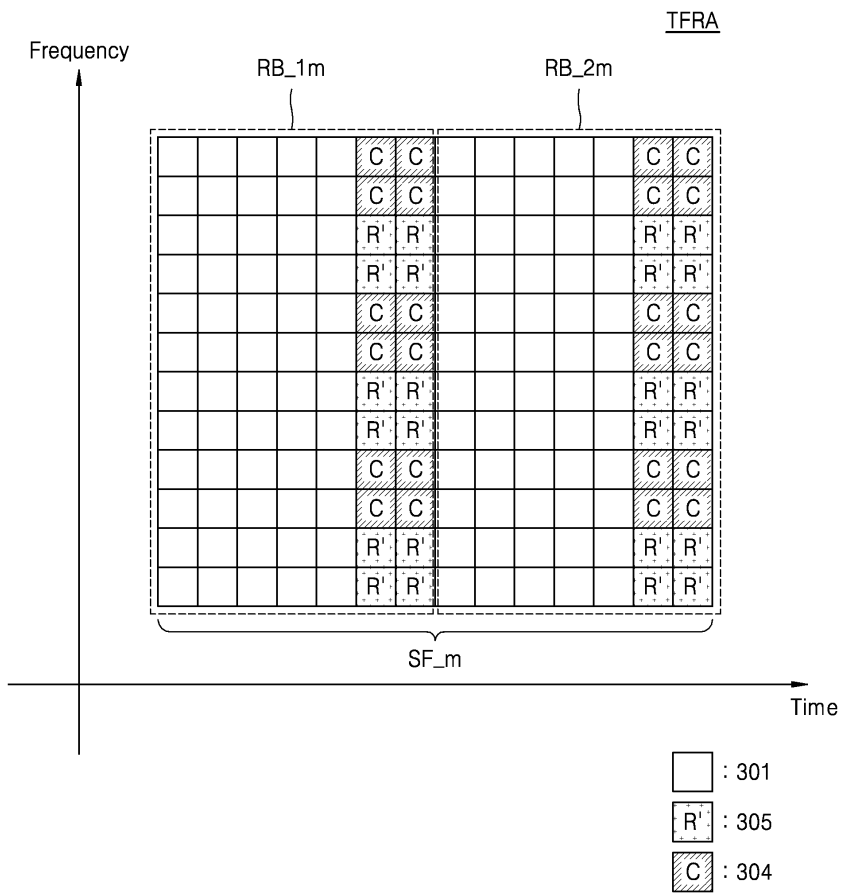 TFRA
Frequency
RB_1m RB_2m
C C C C
C C C C
R' R' R' R'
R' R' R' R'
C C C C
C C C C
R' R' R' R'
R' R' R' R'
C C C C
C C C C
R' R' R' R'
R' R' R' R'
SF_m
Time
: 301
R' : 305
C : 304